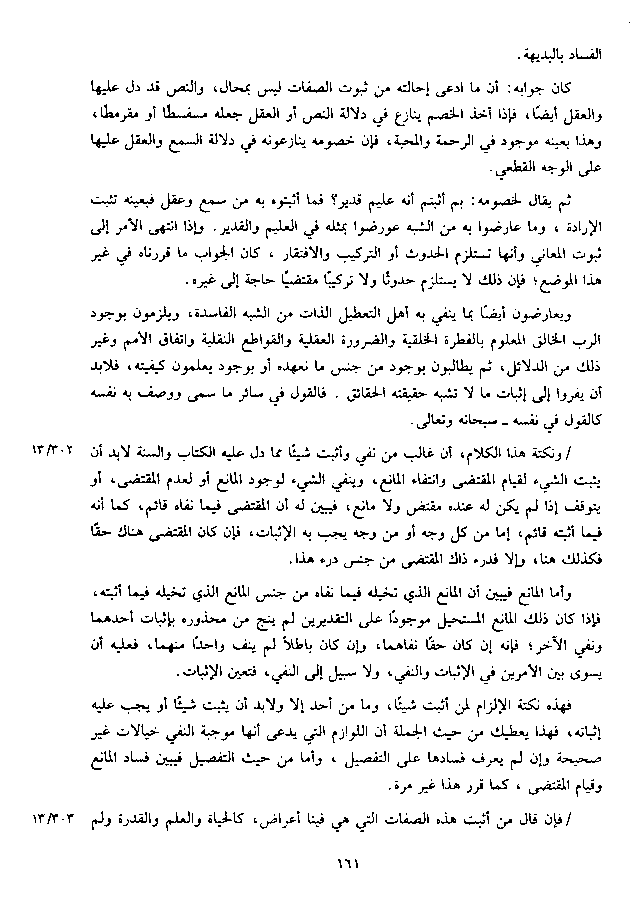 الفساد بالبديهة.
كان جوابه: أن ما ادعى إحالته من ثبوت الصفات ليس بمحال، والنص قد دل عليها
والعقل أيضًا، فإذا أخذ الخصم ينازع في دلالة النص أو العقل جعله مسفسطًا أو مقرمطًا،
وهذا بعينه موجود في الرحمة والمحبة، فإن خصومه ينازعونه في دلالة السمع والعقل عليها
على الوجه القطعي.
ثم يقال لخصومه: بم أثبتم أنه عليم قدير؟ فما أثبتوه به من سمع وعقل فبعينه تثبت
الإرادة، وما عارضوا به من الشبه عورضوا بمثله في العليم والقدير. وإذا انتهى الأمر إلى
ثبوت المعاني وأنها تستلزم الحدوث أو التركيب والافتقار، كان الجواب ما قررناه في غير
هذا الموضع؛ فإن ذلك لا يستلزم حدوثًا ولا تركيبًا مقتضيًا حاجة إلى غيره.
ويعارضون أيضًا بما ينفي به أهل التعطيل الذات من الشبه الفاسدة، ويلزمون بوجود
الرب الخالق المعلوم بالفطرة الخلقية والضرورة العقلية والقواطع النقلية واتفاق الأمم وغير
ذلك من الدلائل، ثم يطالبون بوجود من جنس ما نعهده أو بوجود يعلمون كيفيته، فلابد
أن يفروا إلى إثبات ما لا تشبه حقيقته الحقائق. فالقول في سائر ما سمى ووصف به نفسه
كالقول في نفسه ـ سبحانه وتعالى.
١٣/٣٠٢ / ونكتة هذا الكلام، أن غالب من نفي وأثبت شيئًا مما دل عليه الكتاب والسنة لابد أن
يثبت الشيء لقيام المقتضى وانتفاء المانع، وينفي الشيء لوجود المانع أو لعدم المقتضى، أو
يتوقف إذا لم يكن له عنده مقتض ولا مانع، فيبين له أن المقتضى فيما نفاه قائم، كما أنه
فيما أثبته قائم، إما من كل وجه أو من وجه يجب به الإثبات، فإن كان المقتضى هناك حقًا
فكذلك هنا، وإلا فدرء ذاك المقتضى من جنس درء هذا.
وأما المانع فيبين أن المانع الذي تخيله فيما نفاه من جنس المانع الذي تخيله فيما أثبته،
فإذا كان ذلك المانع المستحيل موجودًا على التقديرين لم ينج من محذوره بإثبات أحدهما
ونفي الآخر؛ فإنه إن كان حقًا نفاهما، وإن كان باطلاً لم ينف واحدًا منهما، فعليه أن
يسوى بين الأمرين في الإثبات والنفي، ولا سبيل إلى النفي، فتعين الإثبات.
فهذه نكتة الإلزام لمن أثبت شيئًا، وما من أحد إلا ولابد أن يثبت شيئًا أو يجب عليه
إثباته، فهذا يعطيك من حيث الجملة أن اللوازم التي يدعى أنها موجبة النفي خيالات غير
صحيحة وإن لم يعرف فسادها على التفصيل، وأما من حيث التفصيل فيبين فساد المانع
وقيام المقتضى، كما قرر هذا غير مرة.
١٣/٣٠٣ / فإن قال من أثبت هذه الصفات التي هي فينا أعراض، كالحياة والعلم والقدرة ولم
١٦١